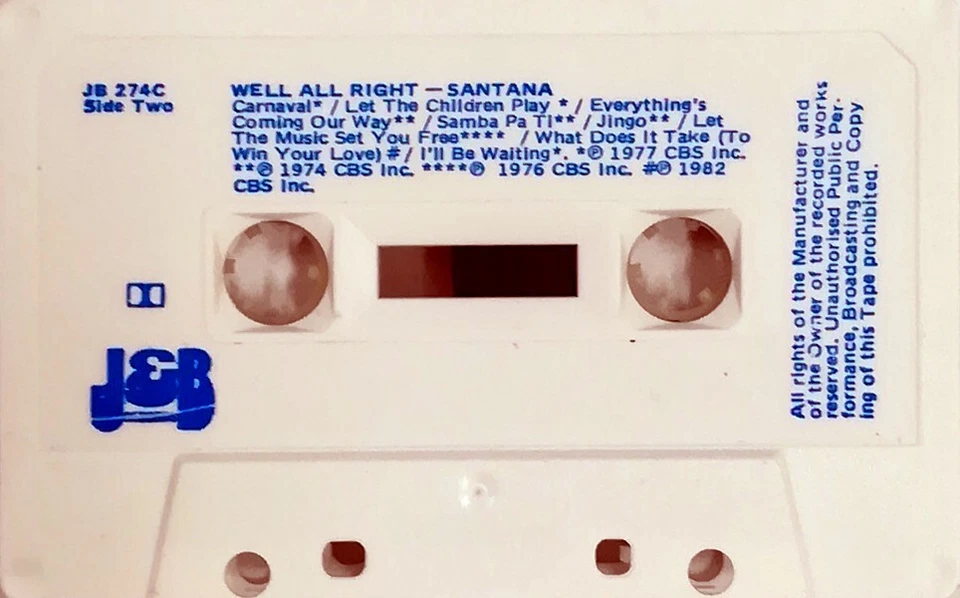 JB 274C
Side Two
WELL ALL RIGHT — SANTANA
Carnaval* / Let The Children Play * / Everything's
Coming Our Way** / Samba Pa Ti** / Jingo** / Let
The Music Set You Free**** / What Does It Take (To
Win Your Love) # / I'll Be Waiting*. *℗ 1977 CBS Inc.
**℗ 1974 CBS Inc. ****℗ 1976 CBS Inc. #℗ 1982
CBS Inc.
J&B
All rights of the Manufacturer and
of the Owner of the recorded works
reserved. Unauthorised Public Per-
formance, Broadcasting and Copy
ing of this Tape prohibited.